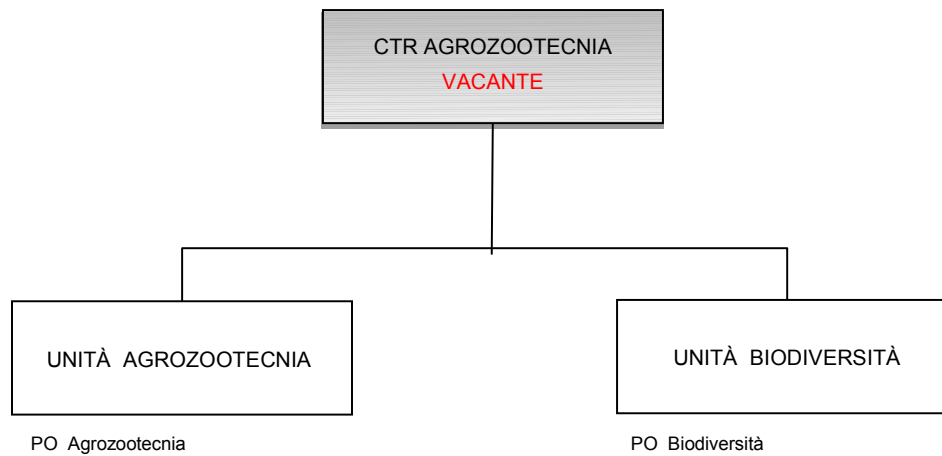 CTR AGROZOOTECNIA
VACANTE
UNITÀ AGROZOOTECNIA
UNITÀ BIODIVERSITÀ
PO Agrozootecnia
PO Biodiversità